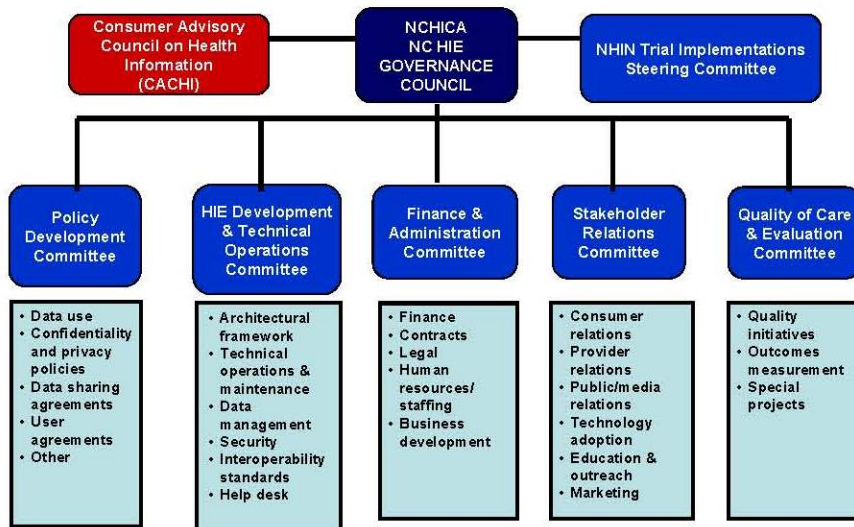 Consumer Advisory
Council on Health
Information
(CACHI)
NCHICA
NC HIE
GOVERNANCE
COUNCIL
NHIN Trial Implementations
Steering Committee
Policy
Development
Committee
HIE Development
& Technical
Operations
Committee
Finance &
Administration
Committee
Stakeholder
Relations
Committee
Quality of Care
& Evaluation
Committee
• Data use
• Confidentiality
and privacy
policies
• Data sharing
agreements
• User
agreements
• Other
• Architectural
framework
• Technical
operations &
maintenance
• Data
management
• Security
• Interoperability
standards
• Help desk
• Finance
• Contracts
• Legal
• Human
resources/
staffing
• Business
development
• Consumer
relations
• Provider
relations
• Public/media
relations
• Technology
adoption
• Education &
outreach
• Marketing
• Quality
initiatives
• Outcomes
measurement
• Special
projects